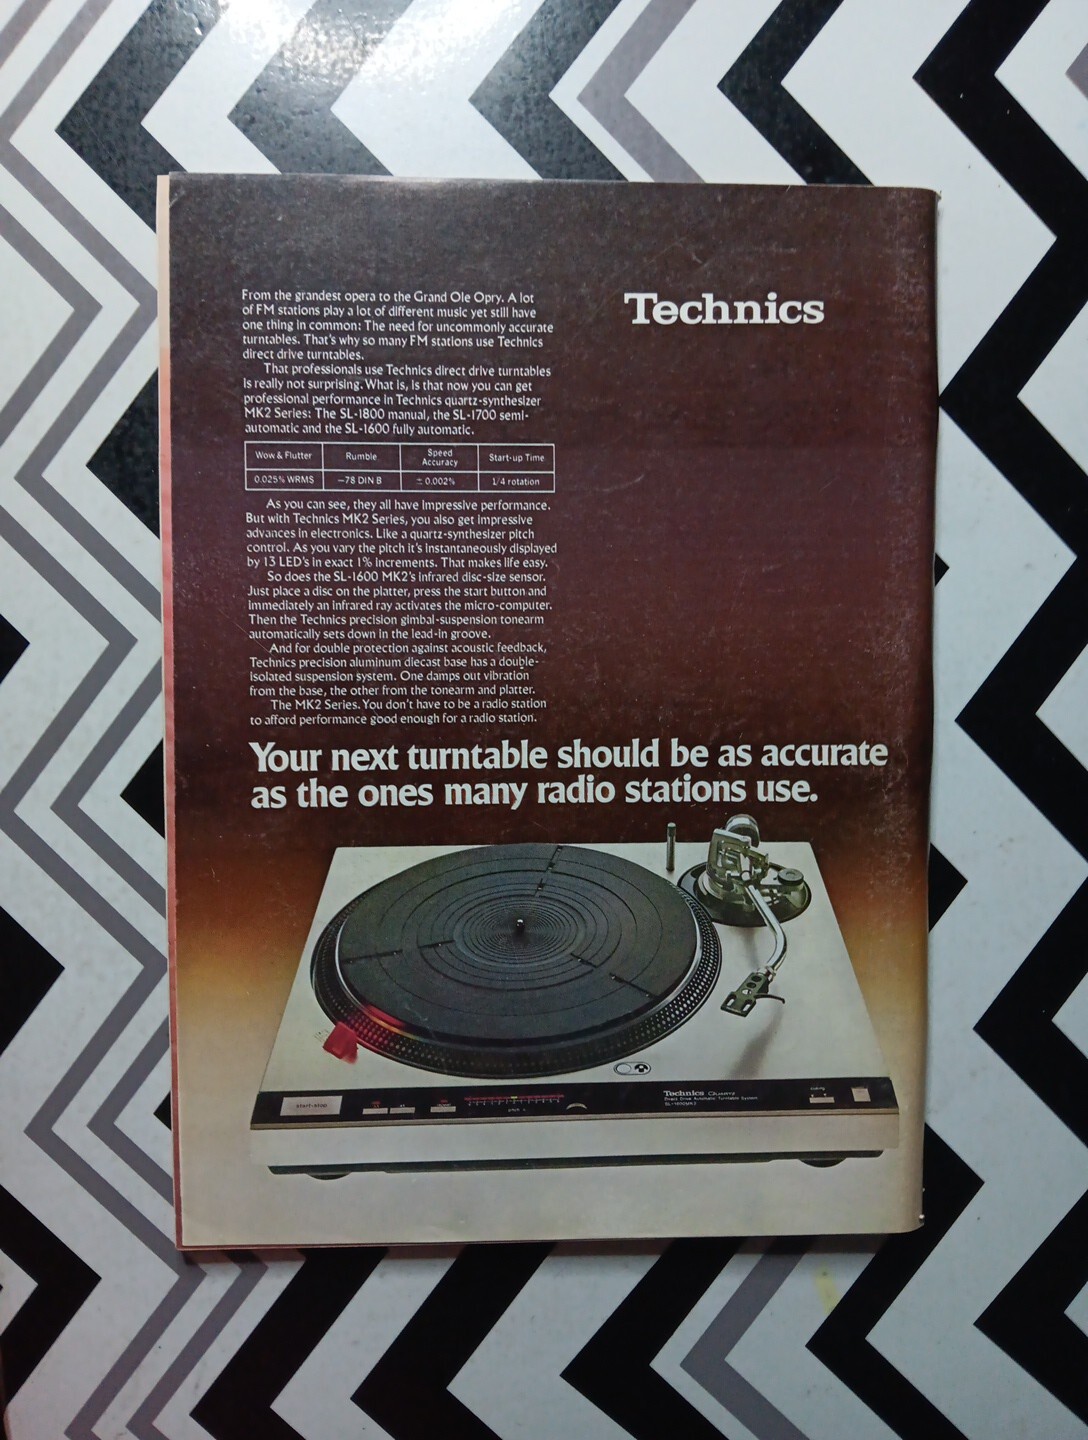 Technics
From the grandest opera to the Grand Ole Opry. A lot
of FM stations play a lot of different music yet still have
one thing in common: The need for uncommonly accurate
turntables. That's why so many FM stations use Technics
direct drive turntables.
That professionals use Technics direct drive turntables
is really not surprising. What is, is that now you can get
professional performance in Technics quartz-synthesizer
MK2 Series: The SL-1800 manual, the SL-1700 semi-
automatic and the SL-1600 fully automatic.
Wow & Flutter Rumble Speed Accuracy Start-up Time
0.025% WRMS −78 DIN B ± 0.002% 1/4 rotation
As you can see, they all have impressive performance.
But with Technics MK2 Series, you also get impressive
advances in electronics. Like a quartz-synthesizer pitch
control. As you vary the pitch it's instantaneously displayed
by 13 LED's in exact 1% increments. That makes life easy.
So does the SL-1600 MK2's infrared disc-size sensor.
Just place a disc on the platter, press the start button and
immediately an infrared ray activates the micro-computer.
Then the Technics precision gimbal-suspension tonearm
automatically sets down in the lead-in groove.
And for double protection against acoustic feedback,
Technics precision aluminum diecast base has a double-
isolated suspension system. One damps out vibration
from the base, the other from the tonearm and platter.
The MK2 Series. You don't have to be a radio station
to afford performance good enough for a radio station.
Your next turntable should be as accurate
as the ones many radio stations use.
start-stop
pitch
Technics Quartz
Direct Drive Automatic Turntable System
SL-1600MK2